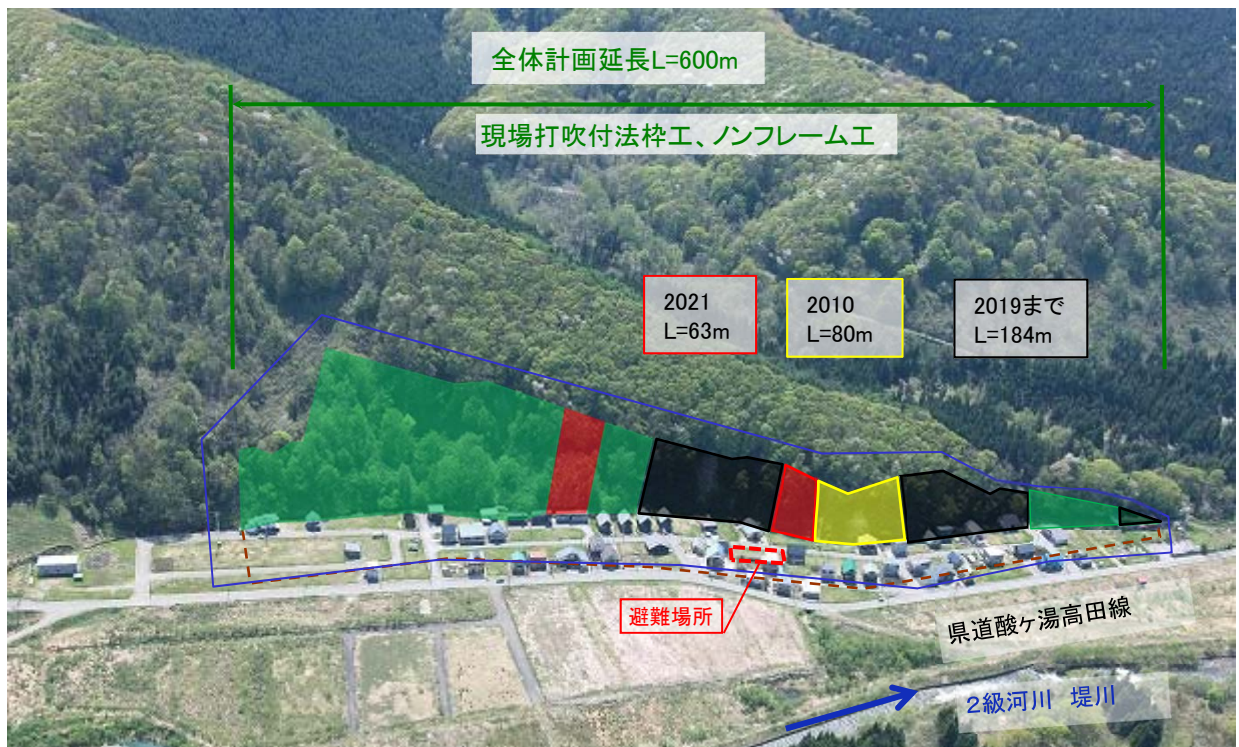 全体計画延長L=600m
現場打吹付法枠工、ノンフレーム工
2021
L=63m
2010
L=80m
2019まで
L=184m
避難場所
県道酸ヶ湯高田線
２級河川　堤川